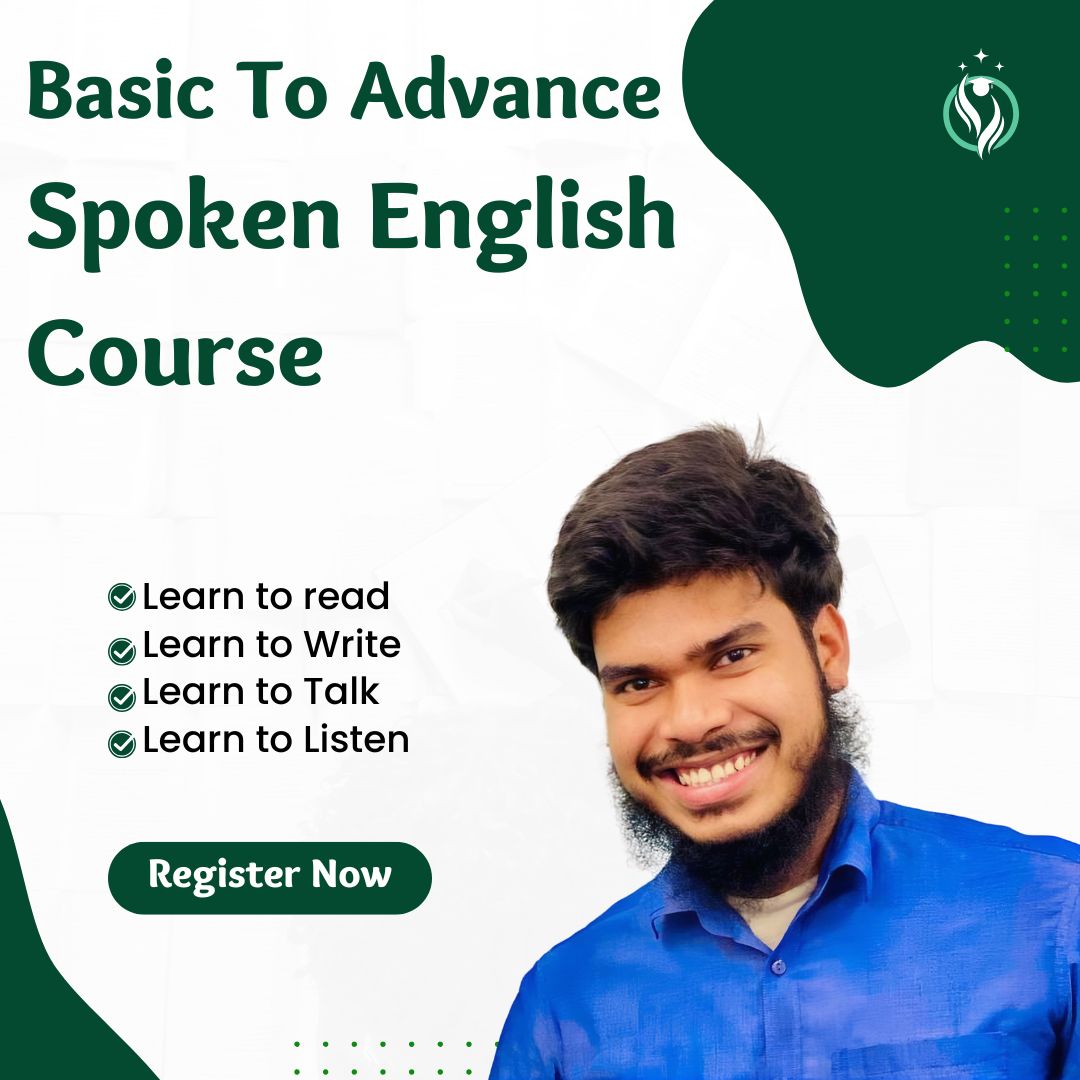 Basic To Advance
Spoken English
Course
Learn to read
Learn to Write
Learn to Talk
Learn to Listen
Register Now